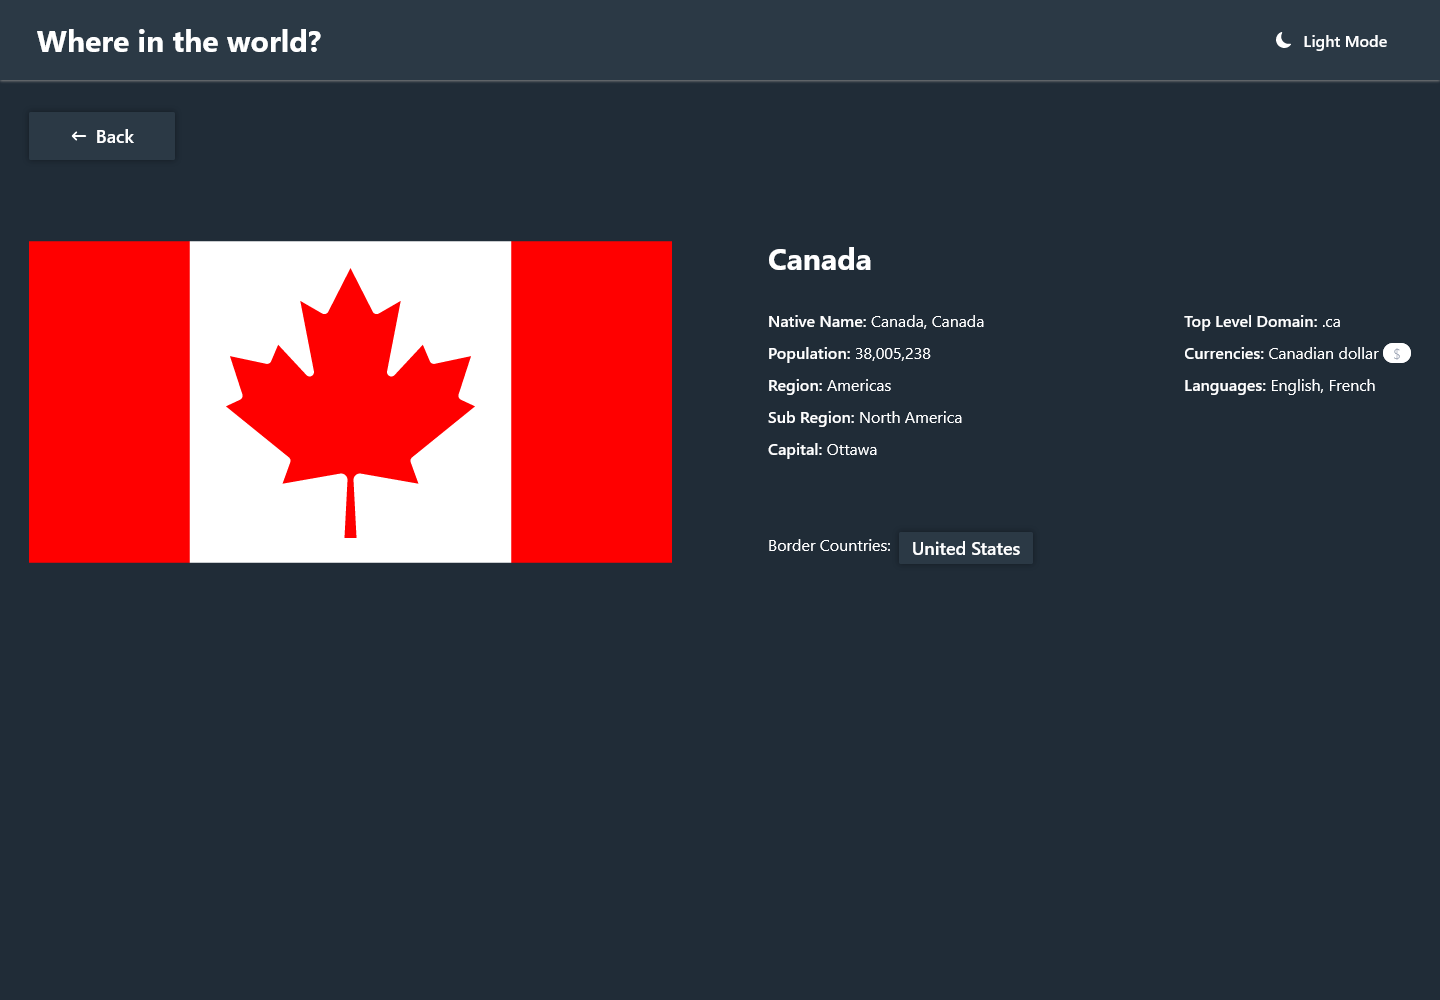 Where in the world?
Light Mode
← Back
Canada
Native Name: Canada, Canada
Population: 38,005,238
Region: Americas
Sub Region: North America
Capital: Ottawa
Top Level Domain: .ca
Currencies: Canadian dollar $
Languages: English, French
Border Countries: United States